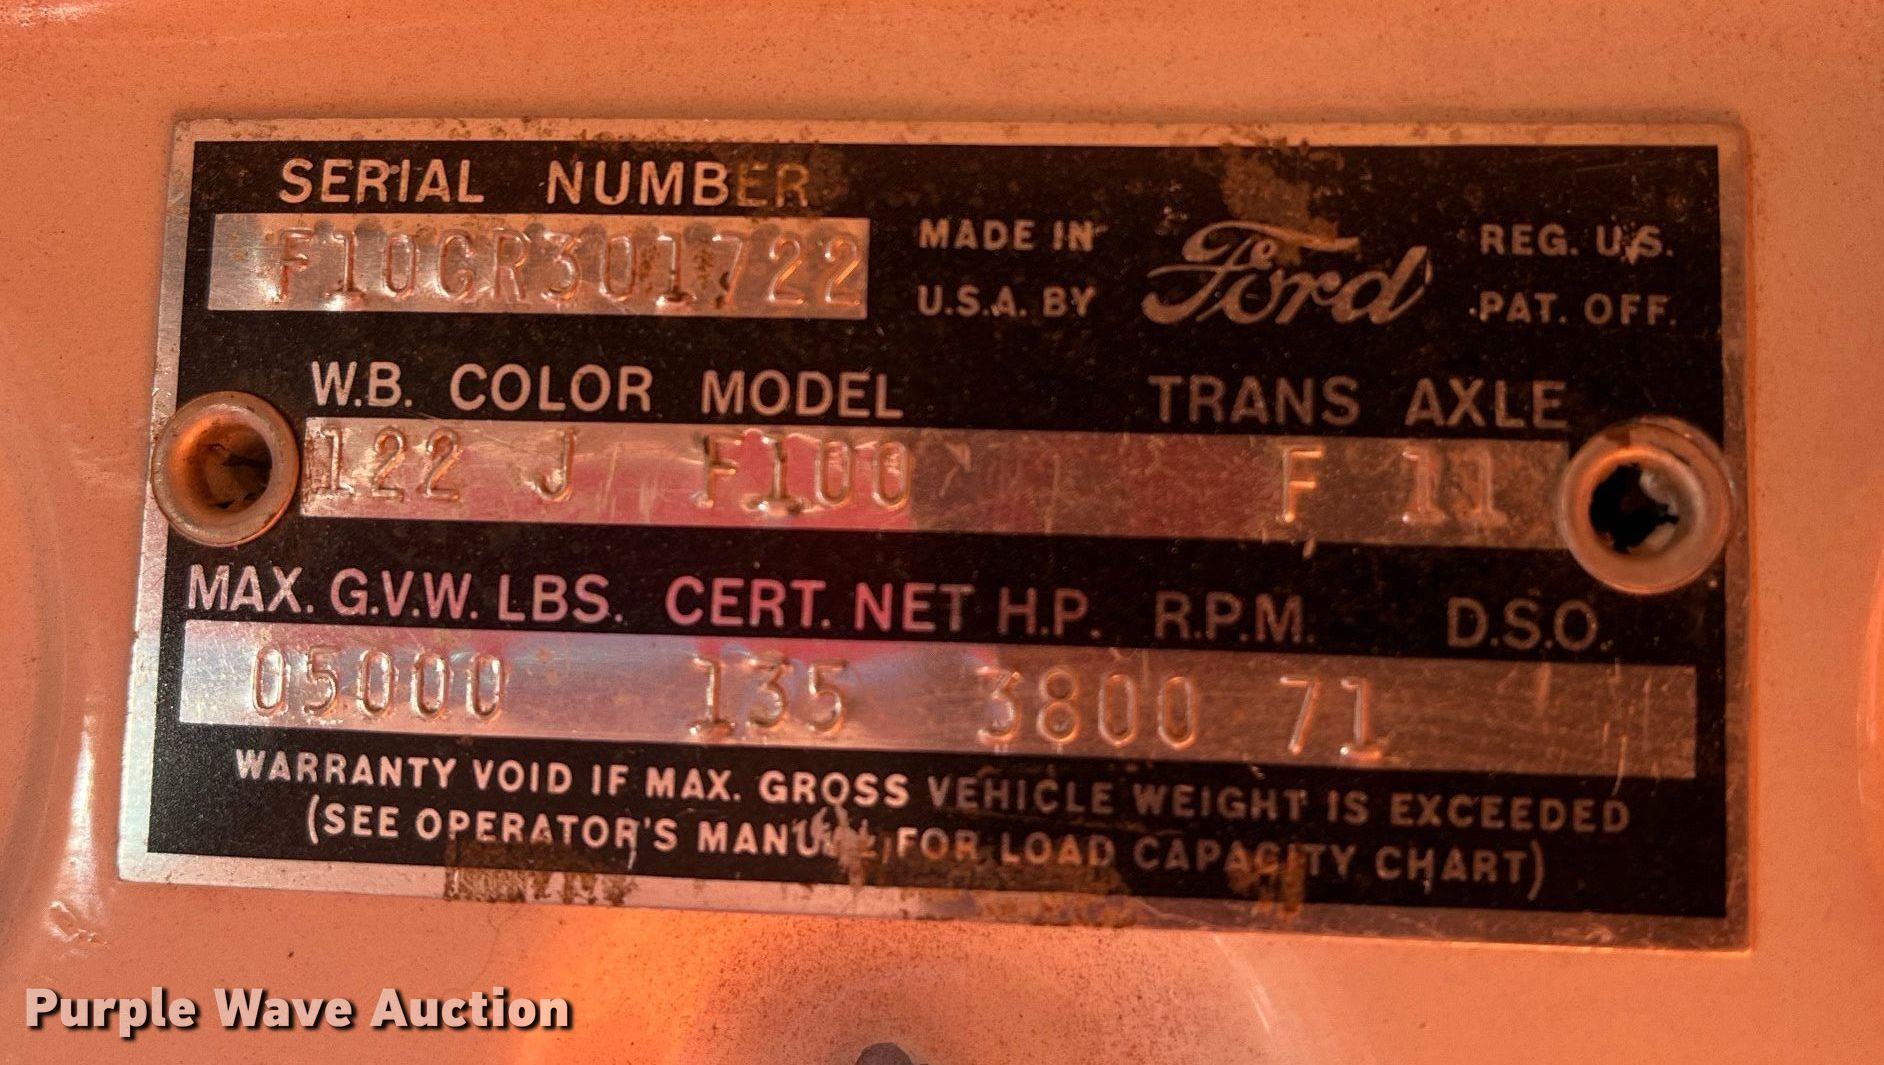 SERIAL NUMBER
F10CR301722
MADE IN
U.S.A. BY
Ford
REG. U.S.
PAT. OFF.
W.B. COLOR MODEL TRANS AXLE
122 J F100 F 11
MAX. G.V.W. LBS. CERT. NET H.P. R.P.M. D.S.O.
05000 135 3800 71
WARRANTY VOID IF MAX. GROSS VEHICLE WEIGHT IS EXCEEDED
(SEE OPERATOR'S MANUAL FOR LOAD CAPACITY CHART)
Purple Wave Auction